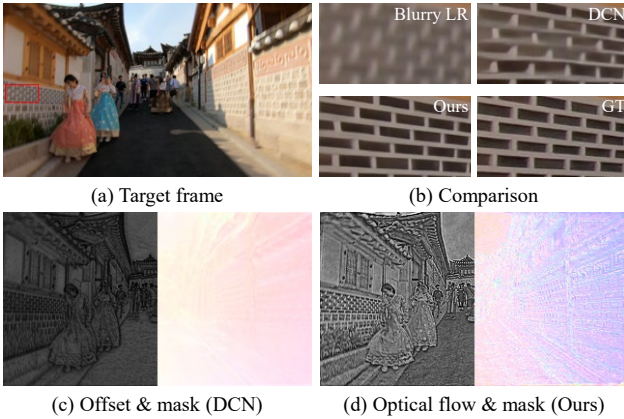 Blurry LR
DCN
Ours
GT
(a) Target frame
(b) Comparison
(c) Offset & mask (DCN)
(d) Optical flow & mask (Ours)